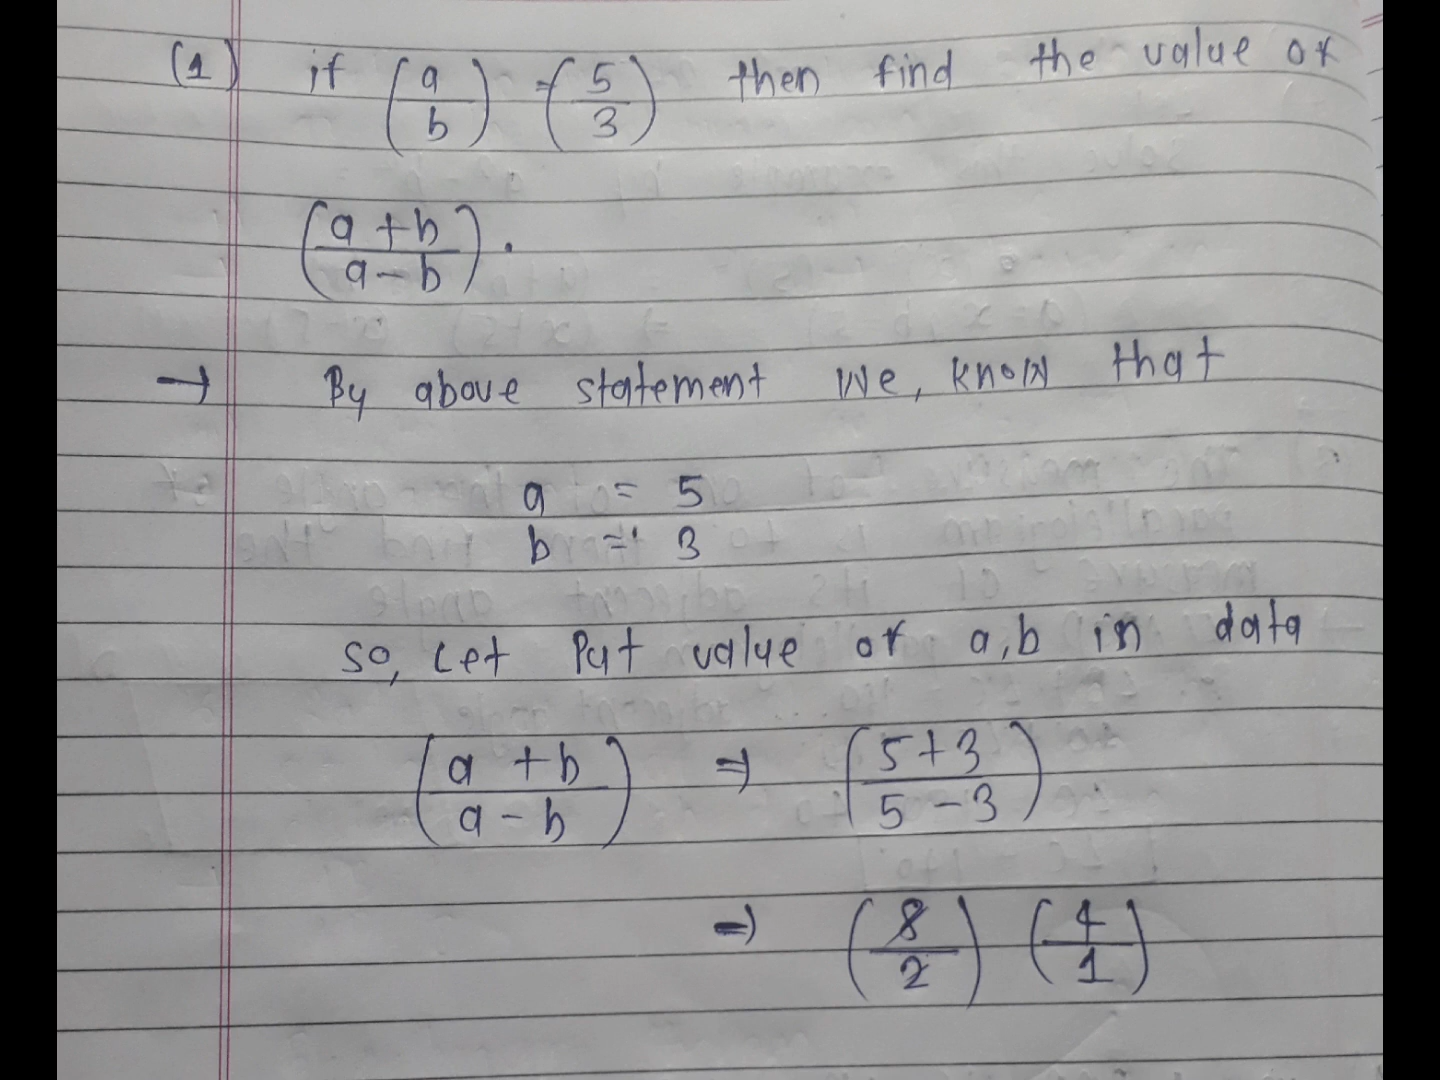 (1) if (a/b) = (5/3) then find the value of
(a+b/a-b).
→ By above statement We, know that
a = 5
b = 3
so, Let Put value of a,b in data
(a+b/a-b) ⇒ (5+3/5-3)
⇒ (8/2) (4/1)